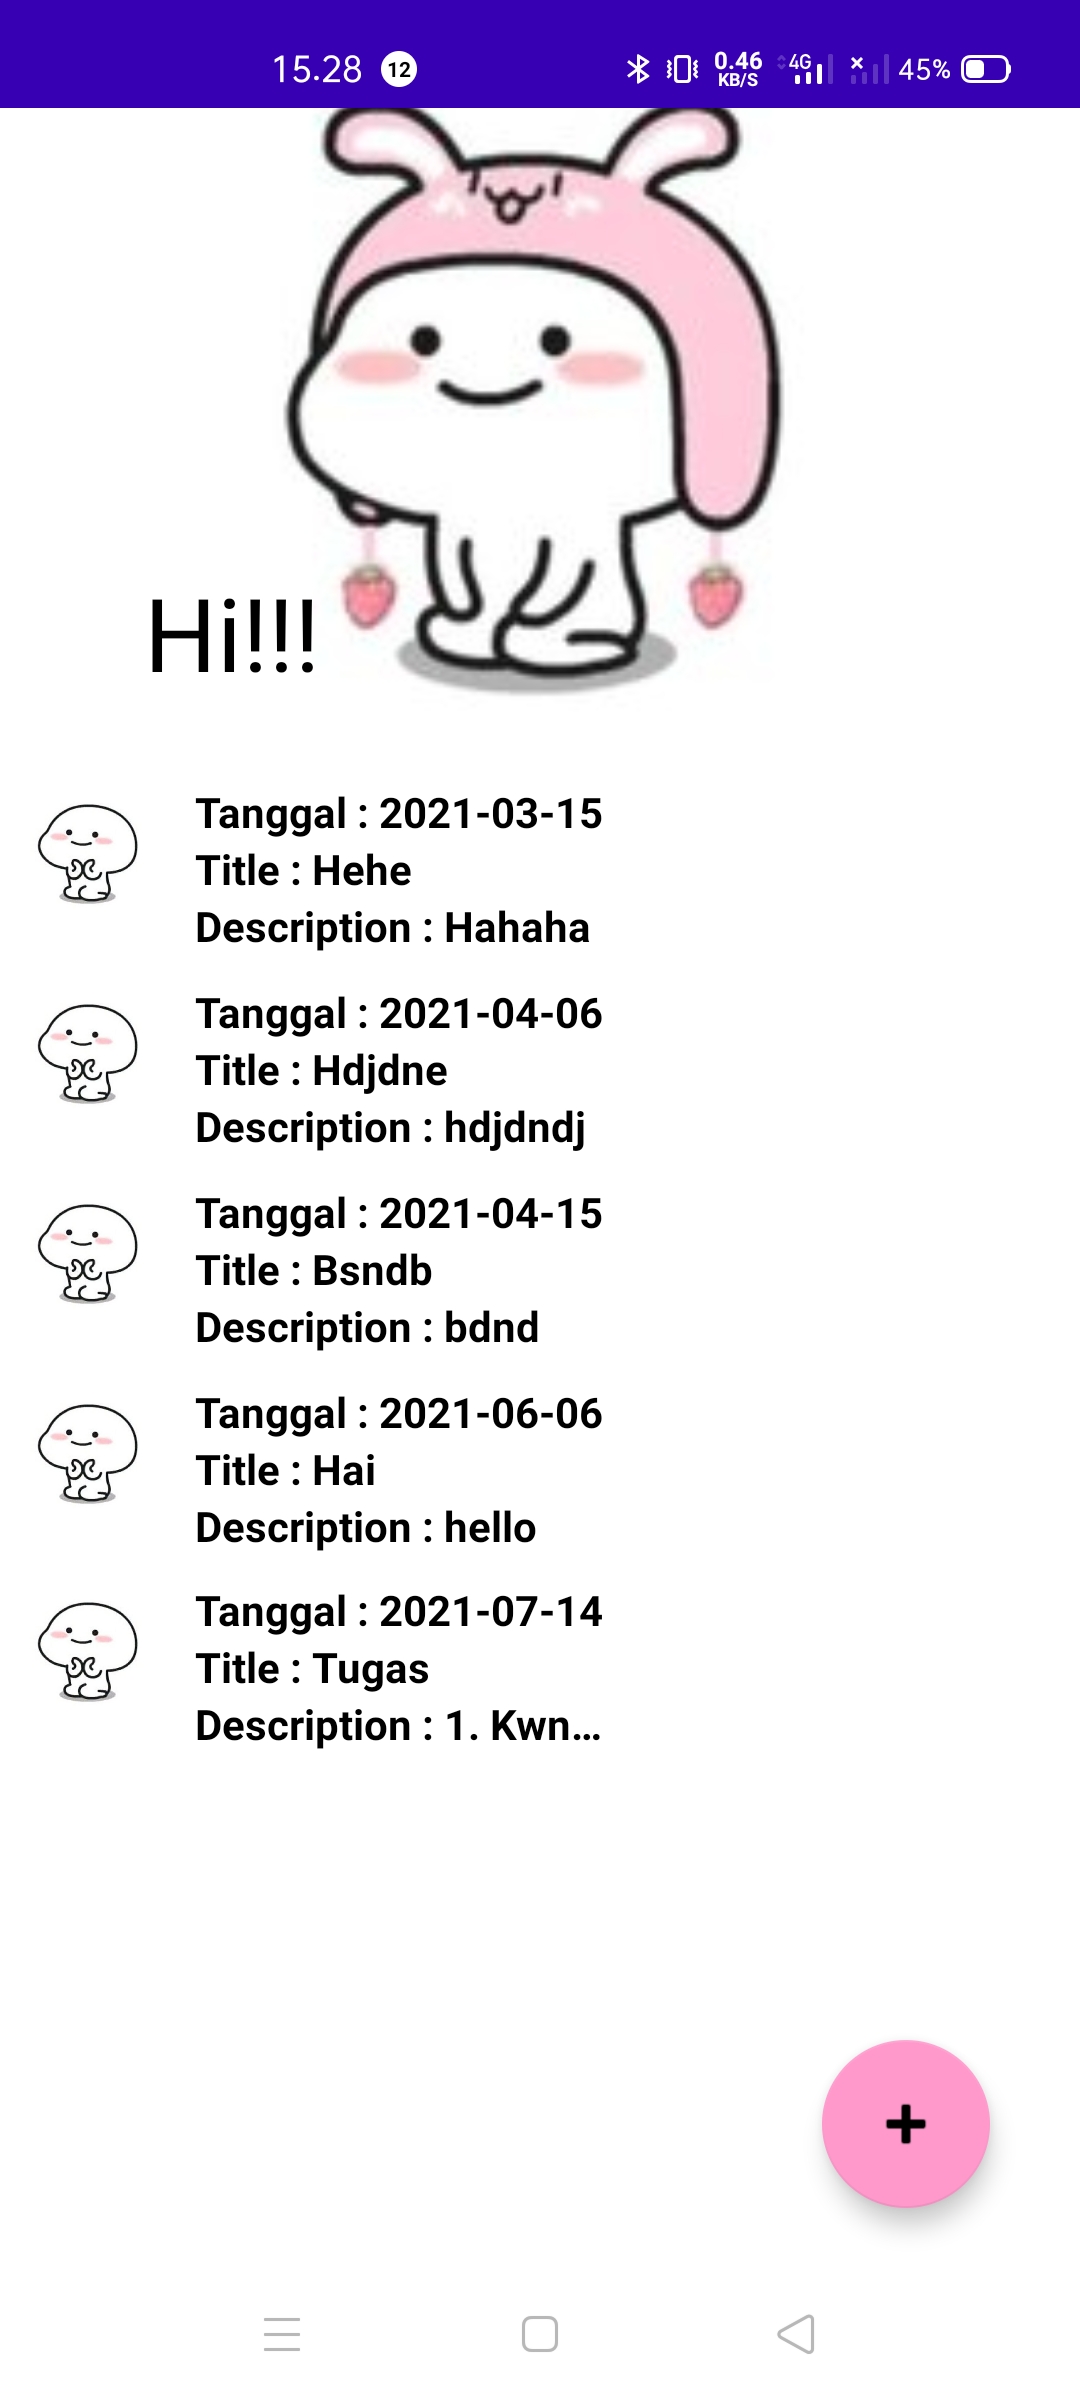 15.28 12 0.46 KB/S 4G 45%
Hi!!!
Tanggal : 2021-03-15
Title : Hehe
Description : Hahaha
Tanggal : 2021-04-06
Title : Hdjdne
Description : hdjdndj
Tanggal : 2021-04-15
Title : Bsndb
Description : bdnd
Tanggal : 2021-06-06
Title : Hai
Description : hello
Tanggal : 2021-07-14
Title : Tugas
Description : 1. Kwn...
+